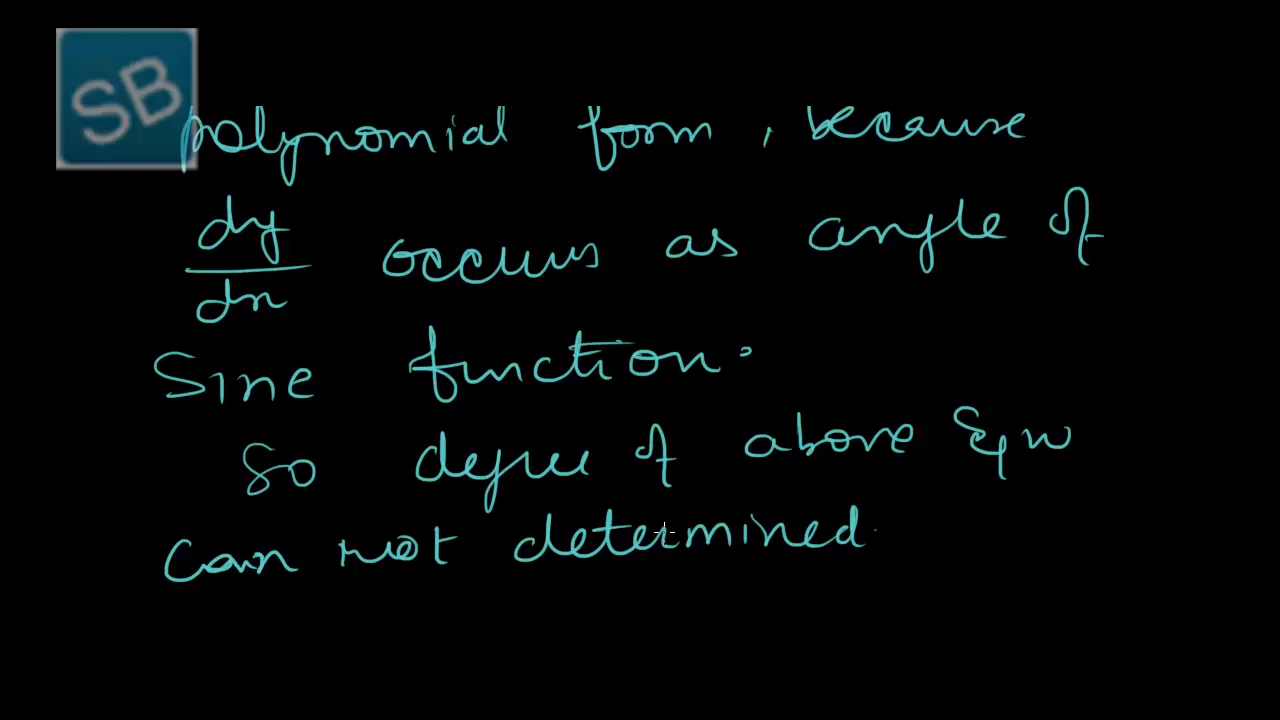 SB
polynomial form, because
dy/dx occurs as angle of
Sine function.
So degree of above Eqn
can not determined.